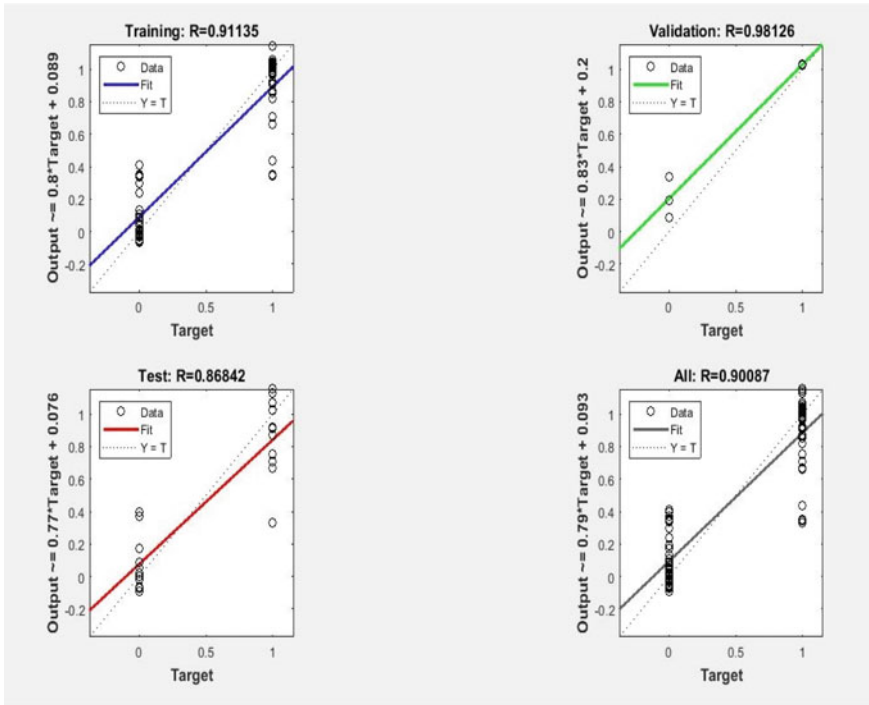 Training: R=0.91135
Output ~= 0.8*Target + 0.089
1
0.8
0.6
0.4
0.2
0
-0.2
Data
Fit
Y = T
0
0.5
1
Target
Validation: R=0.98126
Output ~= 0.83*Target + 0.2
1
0.8
0.6
0.4
0.2
0
-0.2
Data
Fit
Y = T
0
0.5
1
Target
Test: R=0.86842
Output ~= 0.77*Target + 0.076
1
0.8
0.6
0.4
0.2
0
-0.2
Data
Fit
Y = T
0
0.5
1
Target
All: R=0.90087
Output ~= 0.79*Target + 0.093
1
0.8
0.6
0.4
0.2
0
-0.2
Data
Fit
Y = T
0
0.5
1
Target